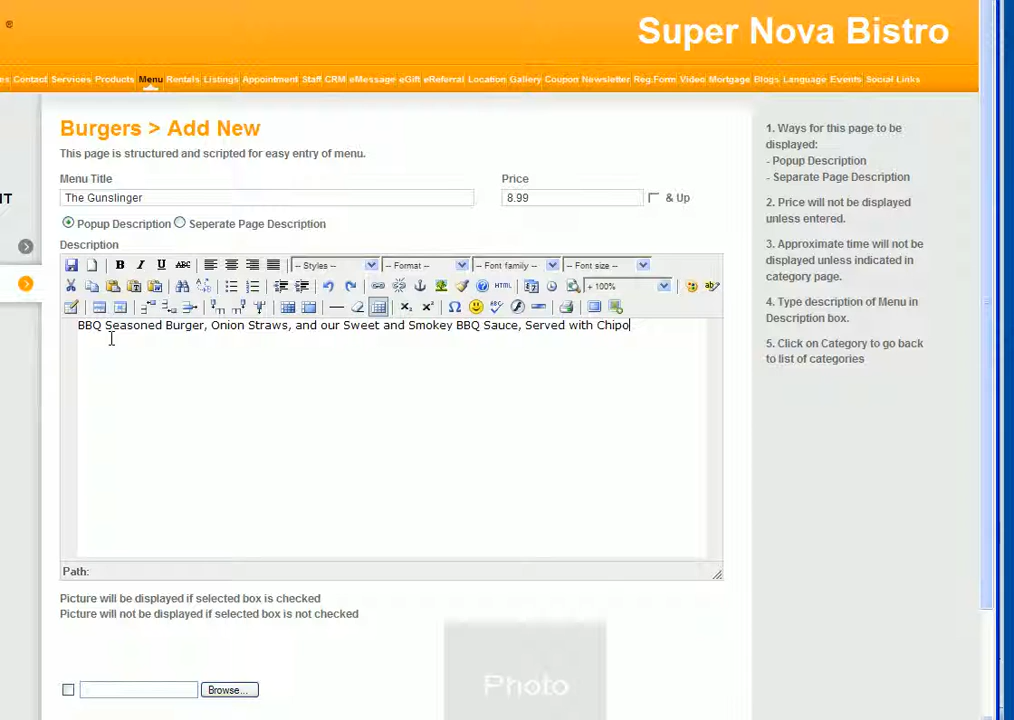 ®
Super Nova Bistro
es Contact Services Products Menu Rentals Listings Appointment Staff CRM eMessage eGift eReferral Location Gallery Coupon Newsletter Reg.Form Video Mortgage Blogs Language Events Social Links
Burgers > Add New
This page is structured and scripted for easy entry of menu.
Menu Title
Price
The Gunslinger
8.99
& Up
Popup Description
Seperate Page Description
Description
B I U ABC
-- Styles --
-- Format --
-- Font family --
-- Font size --
HTML
+ 100%
BBQ Seasoned Burger, Onion Straws, and our Sweet and Smokey BBQ Sauce, Served with Chipo
Path:
Picture will be displayed if selected box is checked
Picture will not be displayed if selected box is not checked
Photo
Browse...
1. Ways for this page to be
displayed:
- Popup Description
- Separate Page Description
2. Price will not be displayed
unless entered.
3. Approximate time will not be
displayed unless indicated in
category page.
4. Type description of Menu in
Description box.
5. Click on Category to go back
to list of categories
IT